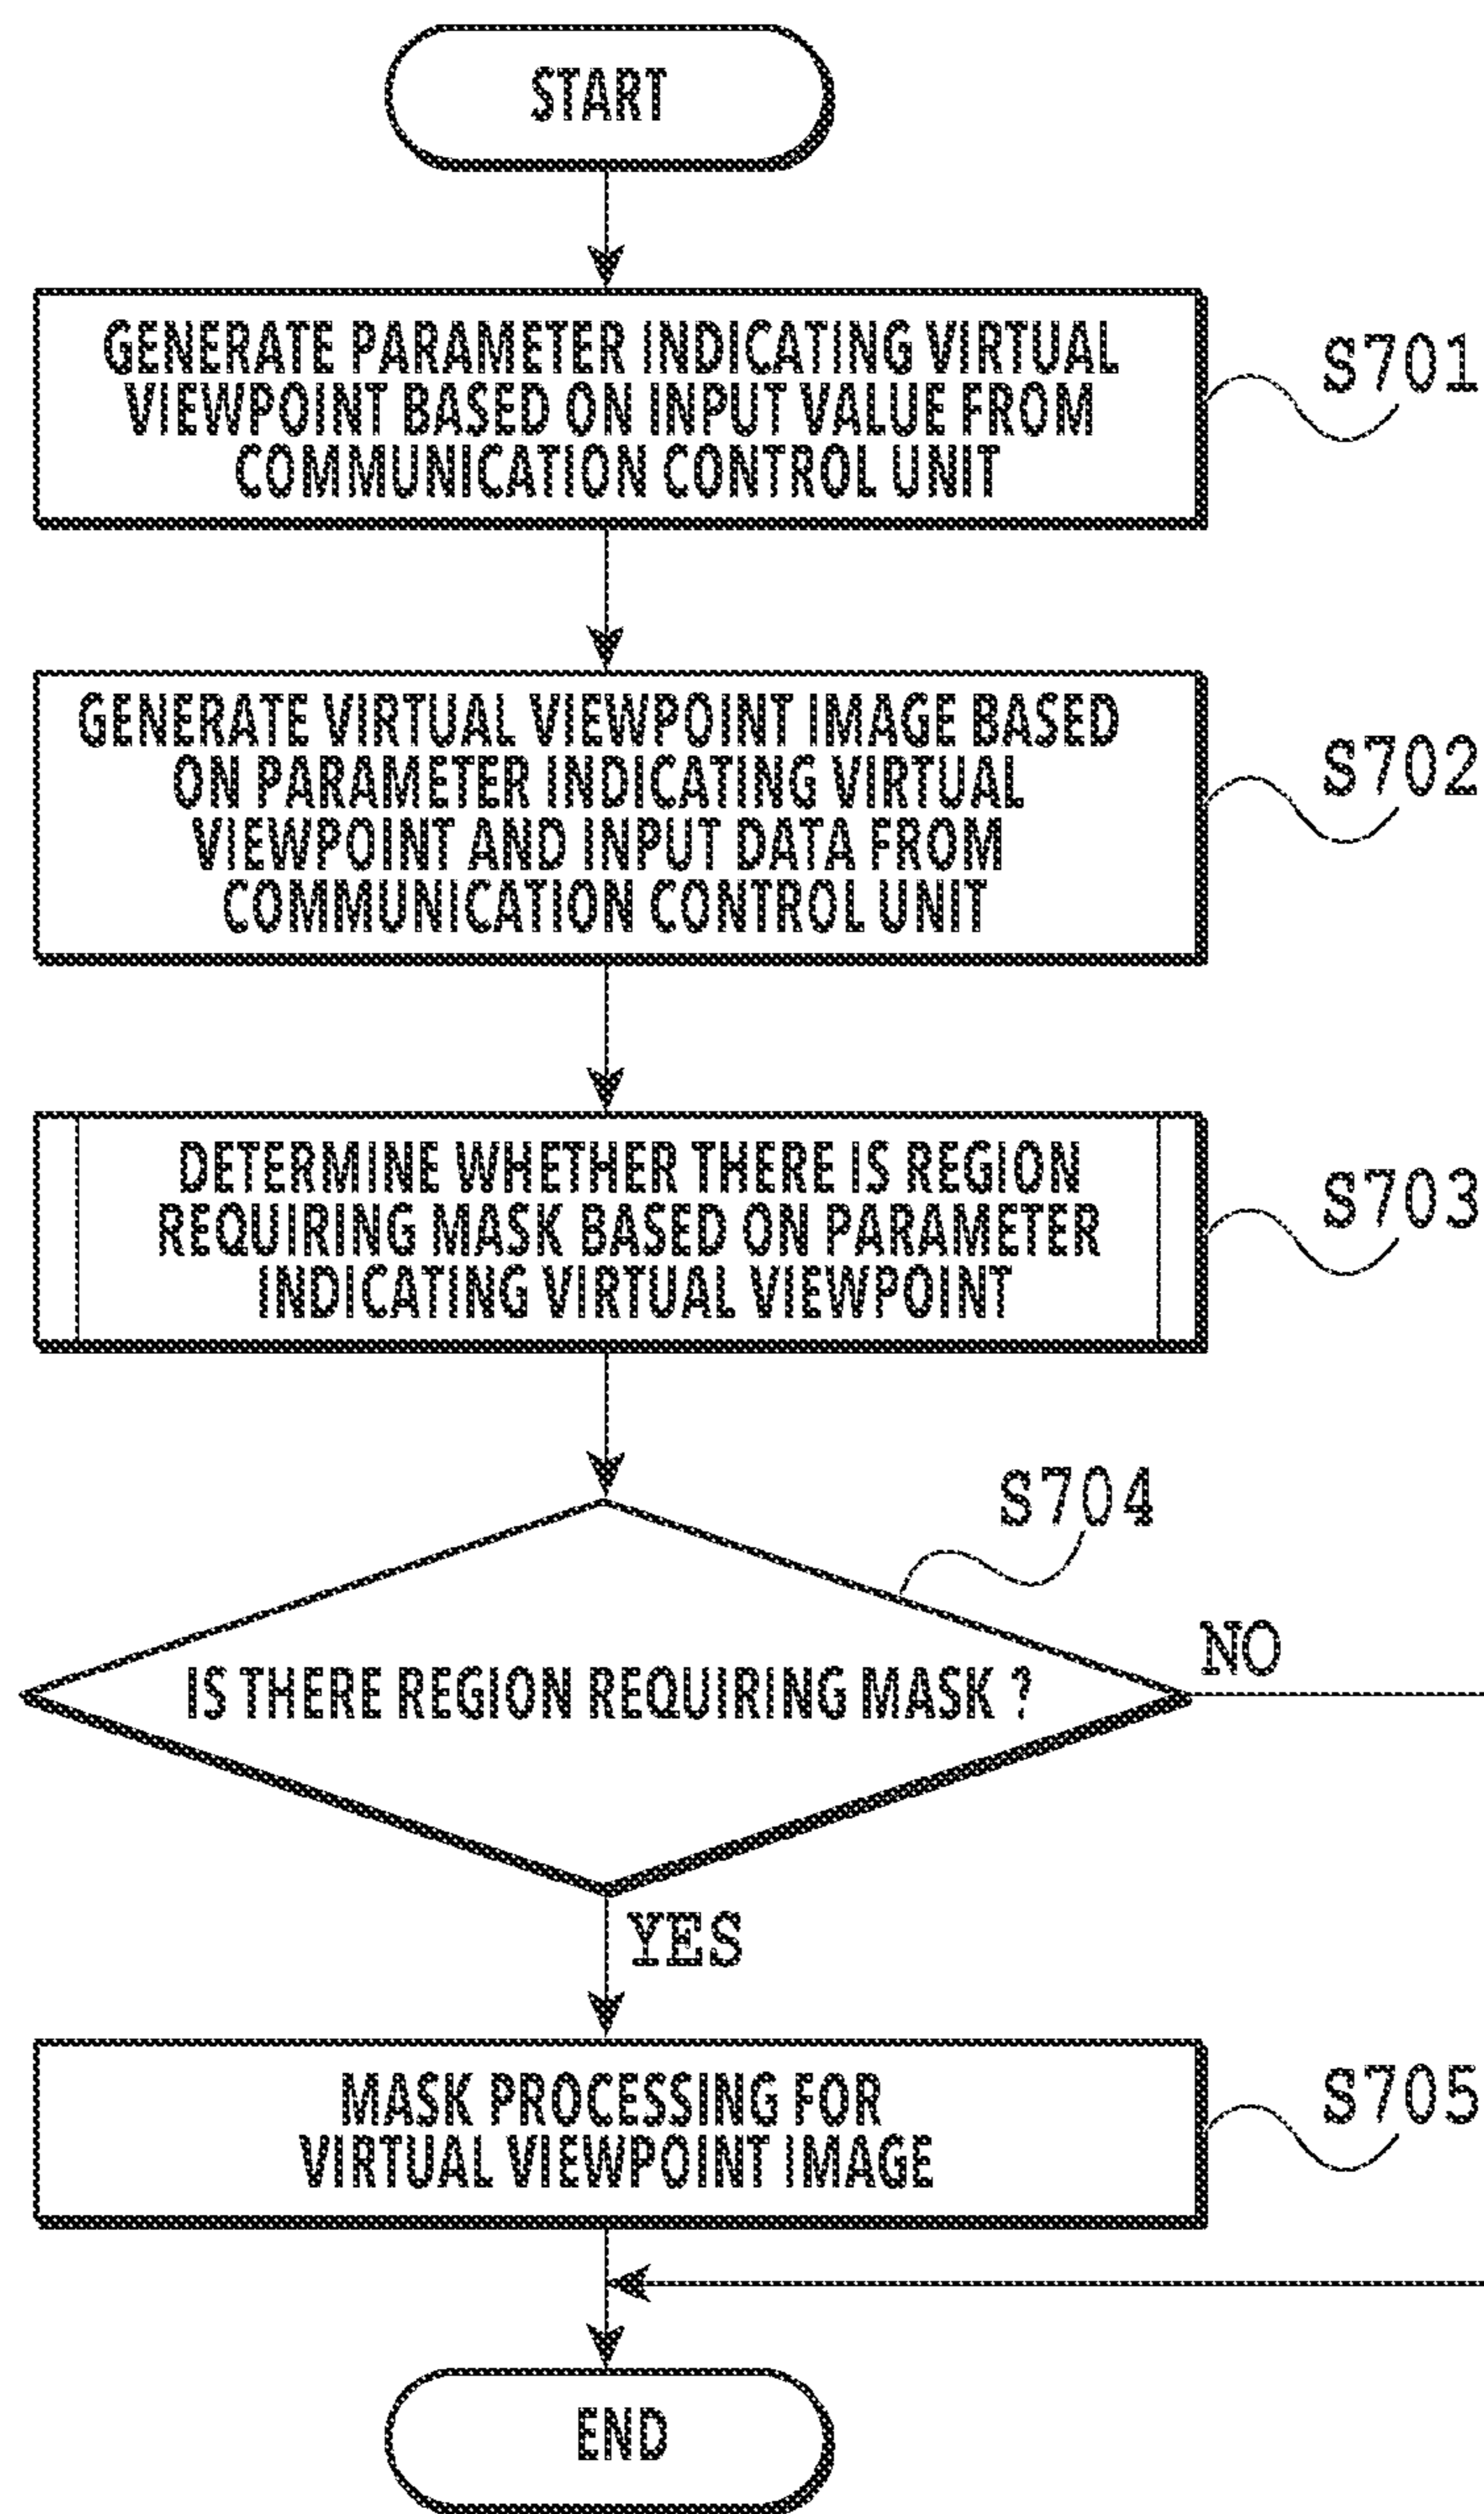 START
GENERATE PARAMETER INDICATING VIRTUAL
VIEWPOINT BASED ON INPUT VALUE FROM
COMMUNICATION CONTROL UNIT
S701
GENERATE VIRTUAL VIEWPOINT IMAGE BASED
ON PARAMETER INDICATING VIRTUAL
VIEWPOINT AND INPUT DATA FROM
COMMUNICATION CONTROL UNIT
S702
DETERMINE WHETHER THERE IS REGION
REQUIRING MASK BASED ON PARAMETER
INDICATING VIRTUAL VIEWPOINT
S703
S704
IS THERE REGION REQUIRING MASK ?
NO
YES
MASK PROCESSING FOR
VIRTUAL VIEWPOINT IMAGE
S705
END